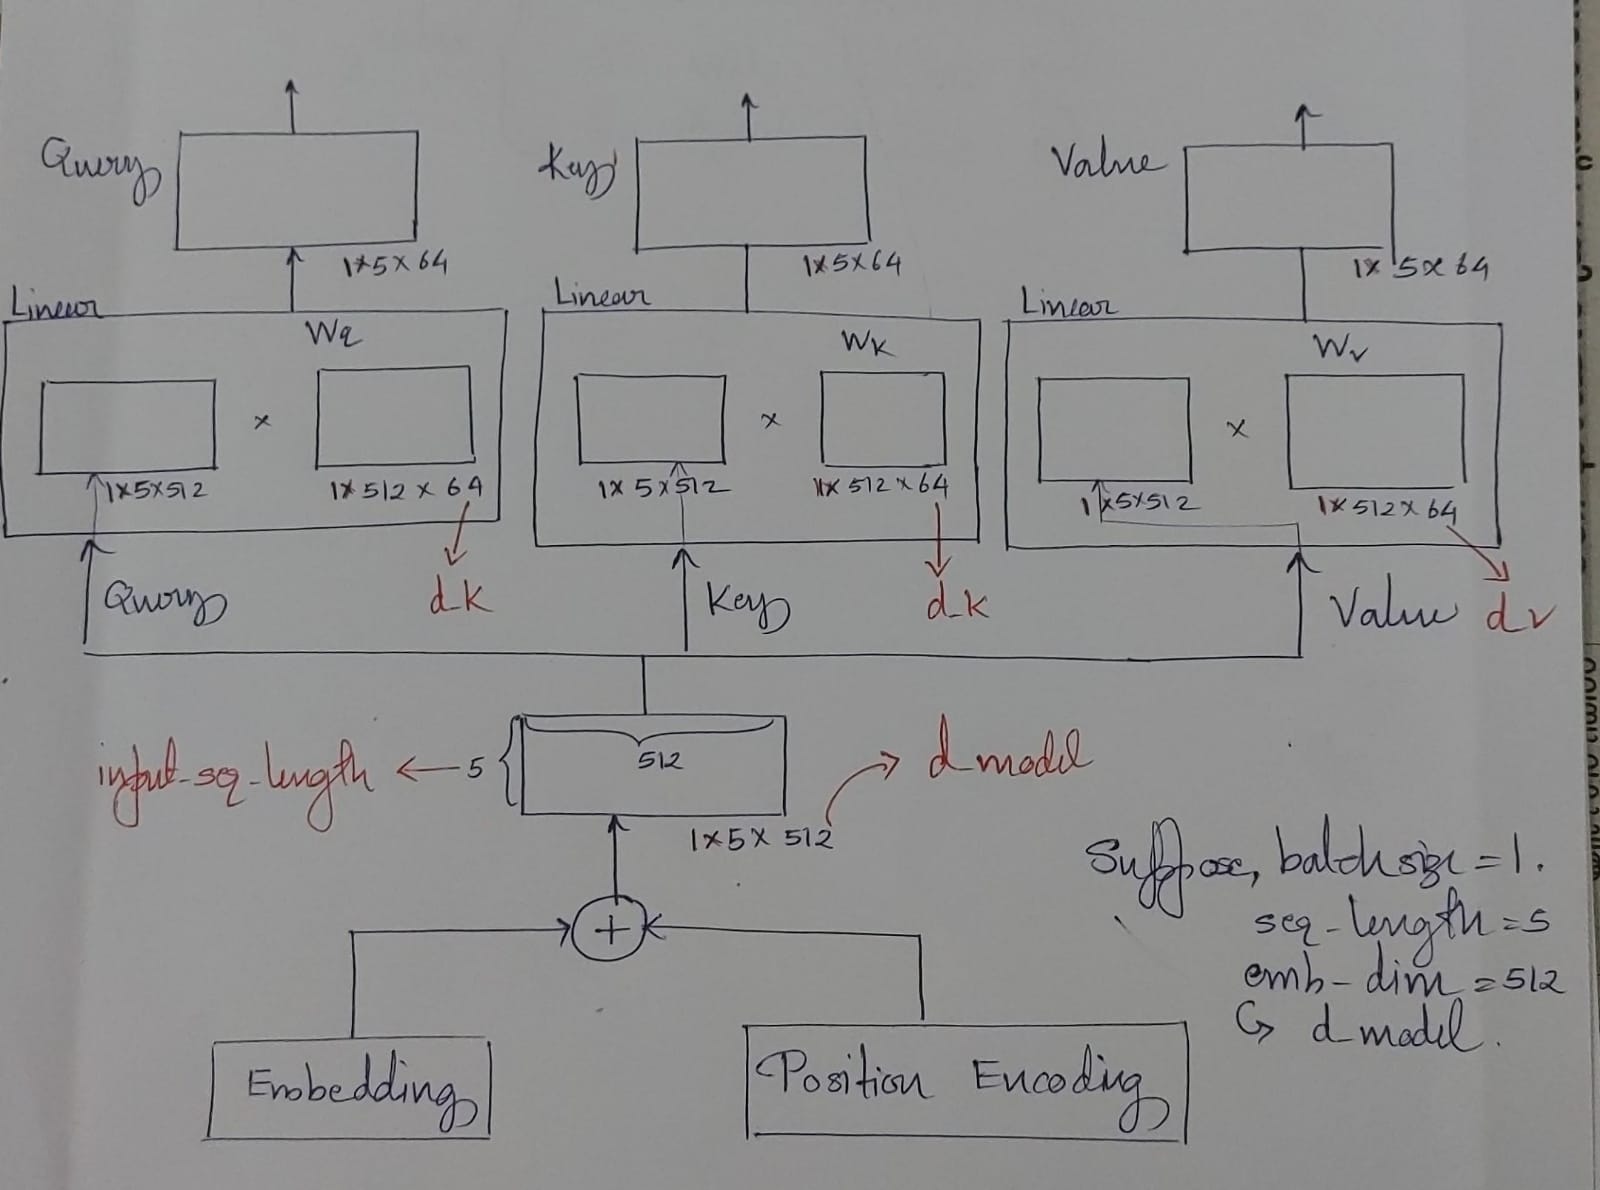 Query
Key
Value
1×5×64
1×5×64
1×5×64
Linear
Linear
Linear
Wq
Wk
Wv
×
×
×
1×5×512
1×512×64
1×5×512
1×512×64
1×5×512
1×512×64
Query
d_k
Key
d_k
Value
d_v
input_seq_length ← 5
512
d_model
1×5×512
Suppose, batch size = 1.
seq-length = 5
emb-dim = 512
↳ d_model.
+
Embedding
Position Encoding